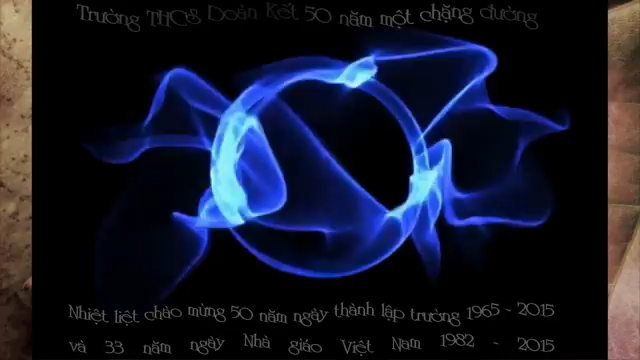 Trường THCS Doán Kết 50 năm một chặng đường
Nhiệt liệt chào mừng 50 năm ngày thành lập trường 1965 - 2015
và 33 năm ngày Nhà giáo Việt Nam 1982 - 2015